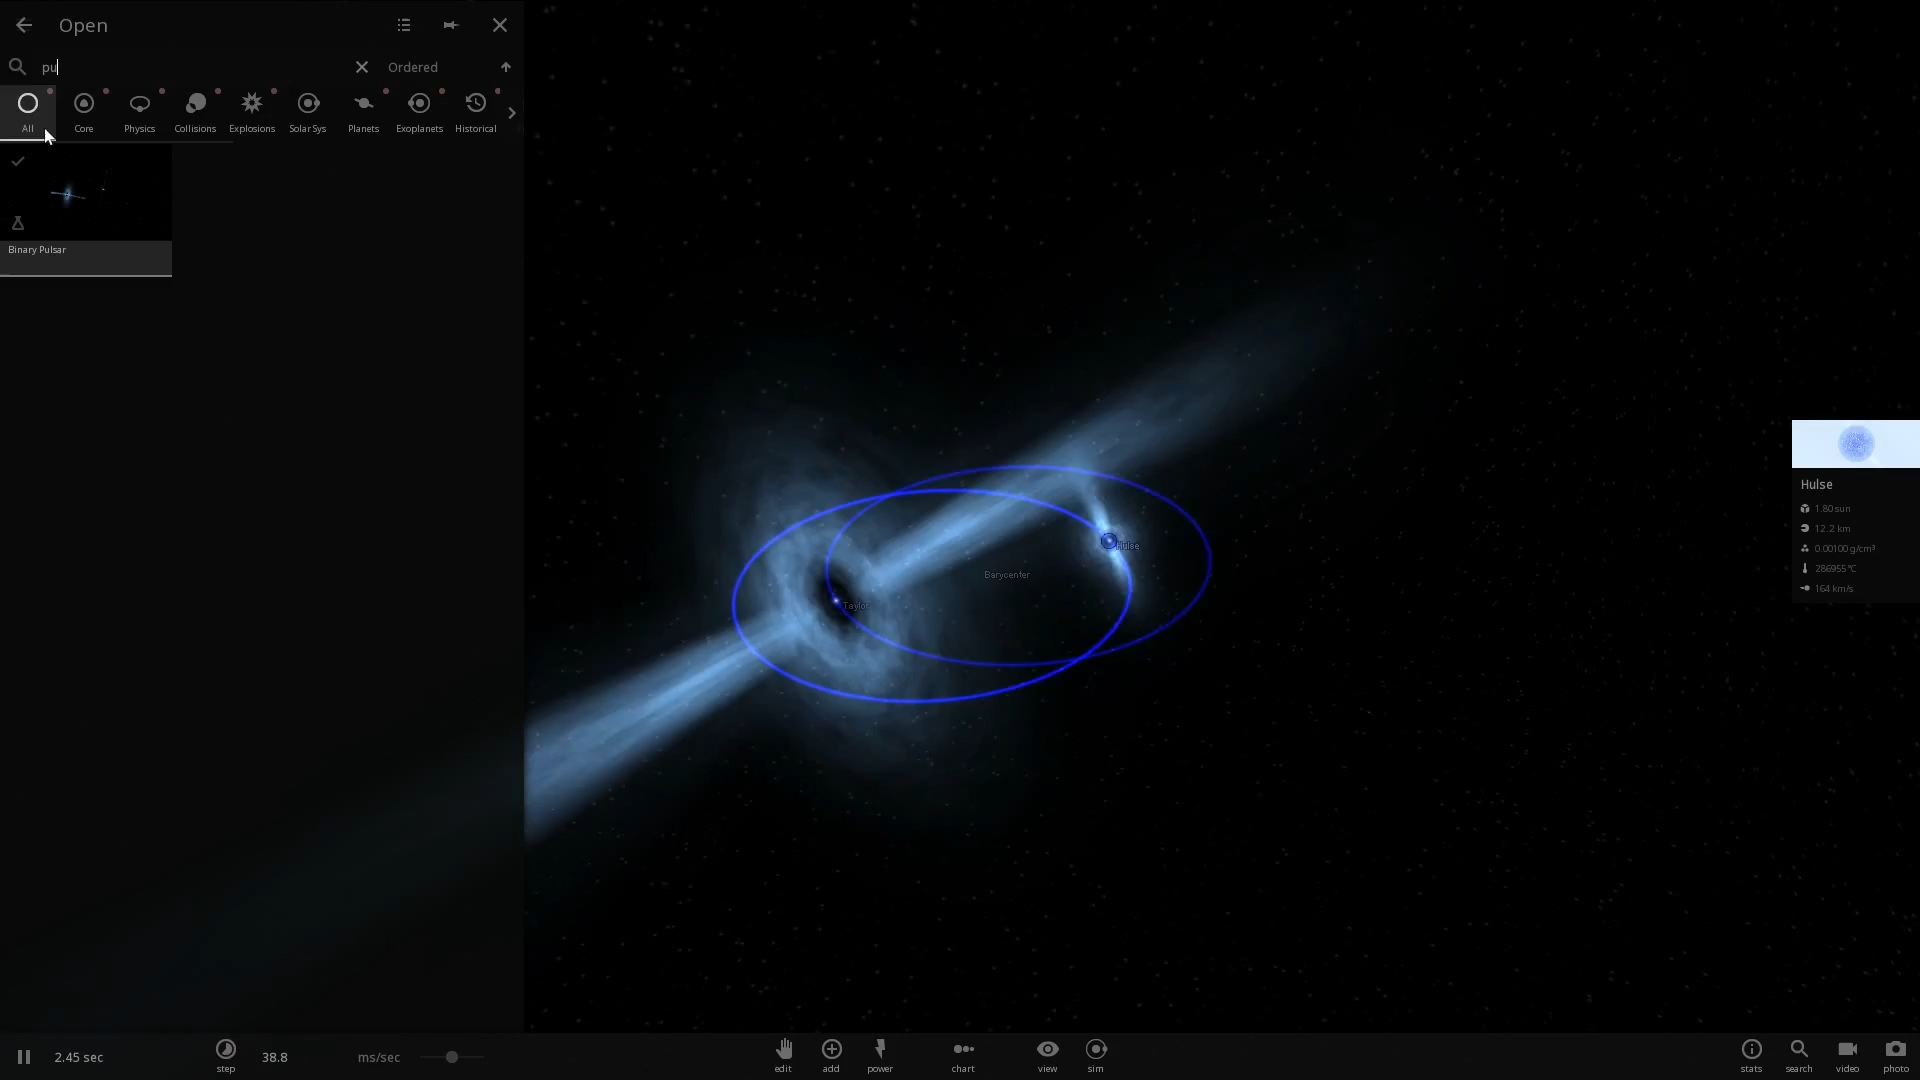 Open
pu
Ordered
All
Core
Physics
Collisions
Explosions
Solar Sys
Planets
Exoplanets
Historical
Binary Pulsar
Hulse
Barycenter
Taylor
Hulse
1.80 sun
12.2 km
0.00100 g/cm³
286955 °C
164 km/s
2.45 sec
step
38.8
ms/sec
edit
add
power
chart
view
sim
stats
search
video
photo